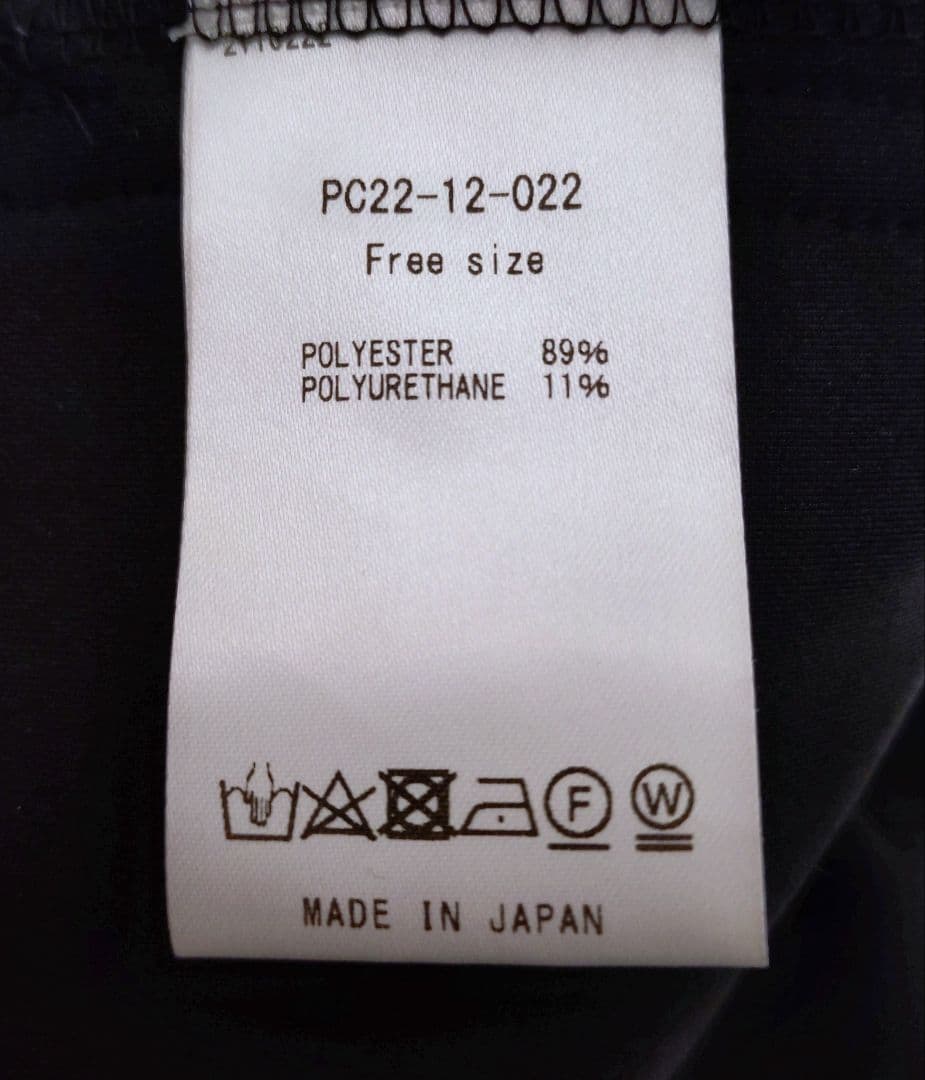 PC22-12-022
Free size
POLYESTER 89%
POLYURETHANE 11%
F W
MADE IN JAPAN